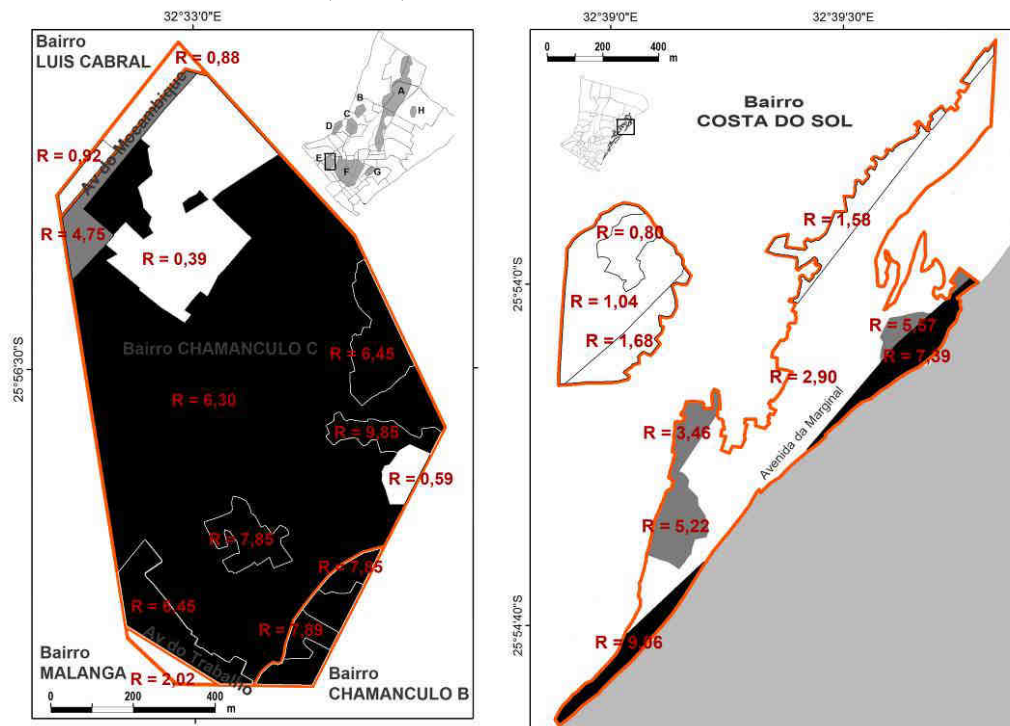 32°33'0"E
Bairro
LUIS CABRAL
R = 0,88
Av do Mocambique
R = 0,92
R = 4,75
R = 0,39
A
B
C
D
E
F
G
H
Bairro CHAMANCULO C
R = 6,45
R = 6,30
R = 9,85
R = 0,59
R = 7,85
R = 7,85
R = 6,45
R = 7,89
Av do Trabalho
Bairro
MALANGA
R = 2,02
Bairro
CHAMANCULO B
0 200 400
m
25°56'30"S
32°39'0"E
32°39'30"E
0 200 400
m
Bairro
COSTA DO SOL
R = 0,80
R = 1,58
R = 1,04
R = 1,68
R = 5,57
R = 7,39
R = 2,90
Avenida da Marginal
R = 3,46
R = 5,22
R = 9,06
25°54'0"S
25°54'40"S